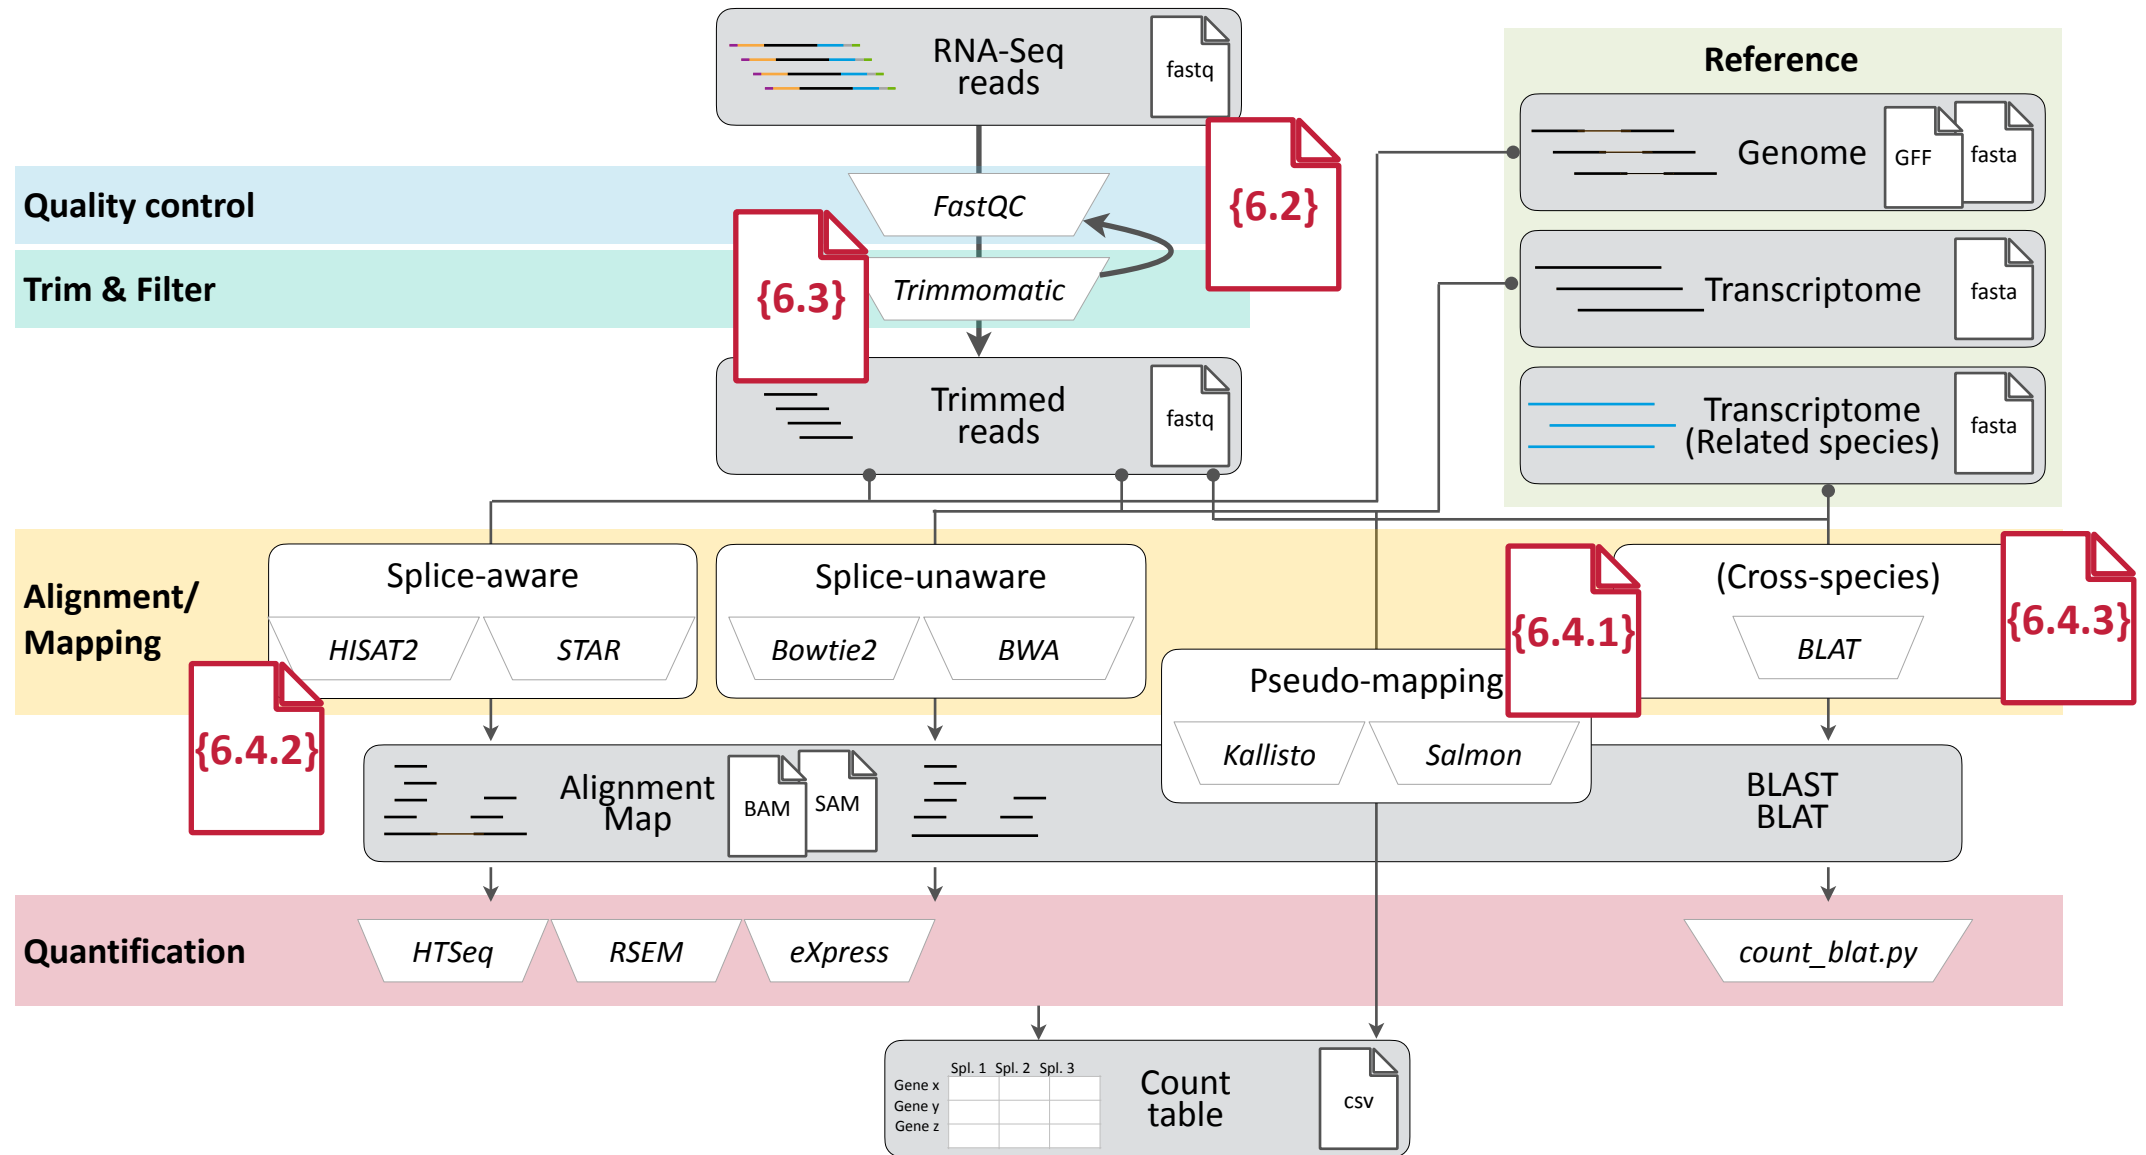 RNA-Seq
reads
fastq
Reference
Genome
GFF
fasta
Quality control
FastQC
{6.2}
Trim & Filter
Trimmomatic
{6.3}
Transcriptome
fasta
Trimmed
reads
fastq
Transcriptome
(Related species)
fasta
Alignment/
Mapping
Splice-aware
HISAT2
STAR
{6.4.2}
Splice-unaware
Bowtie2
BWA
Pseudo-mapping
Kallisto
Salmon
{6.4.1}
(Cross-species)
BLAT
{6.4.3}
Alignment
Map
BAM
SAM
BLAST
BLAT
Quantification
HTSeq
RSEM
eXpress
count_blat.py
Spl. 1 Spl. 2 Spl. 3
Gene x
Gene y
Gene z
Count
table
csv